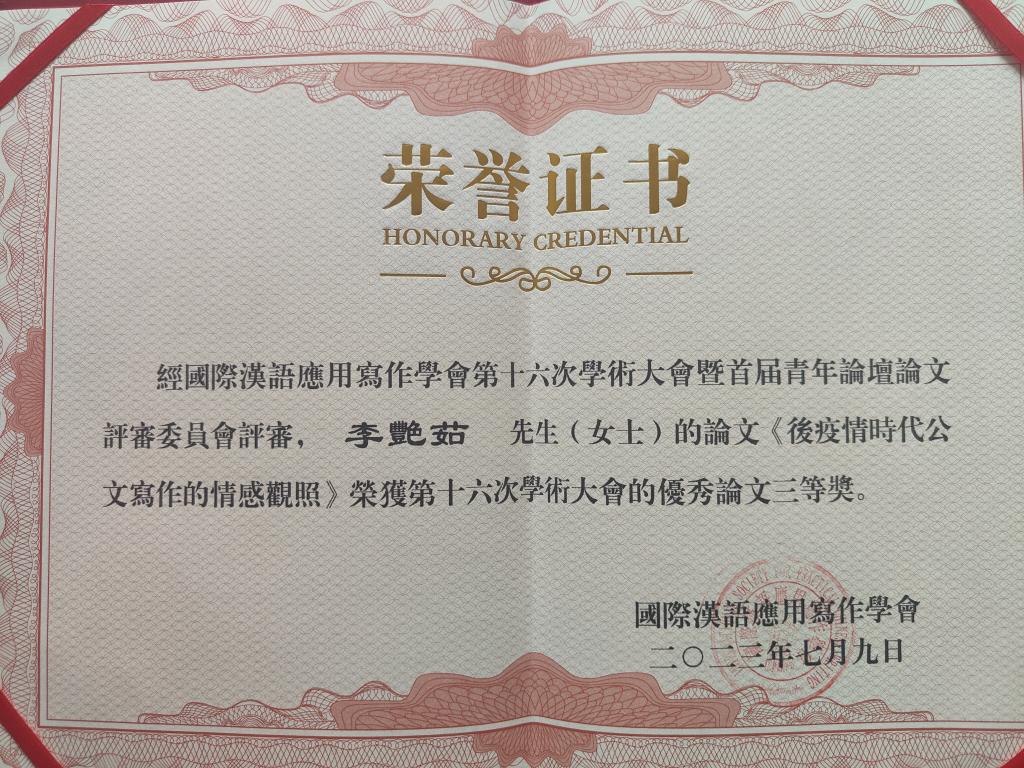 荣誉证书
HONORARY CREDENTIAL
經國際漢語應用寫作學會第十六次學術大會暨首届青年論壇論文
評審委員會評審，李艷茹 先生（女士）的論文《後疫情時代公
文寫作的情感觀照》榮獲第十六次學術大會的優秀論文三等獎。
國際漢語應用寫作學會
二〇二三年七月九日